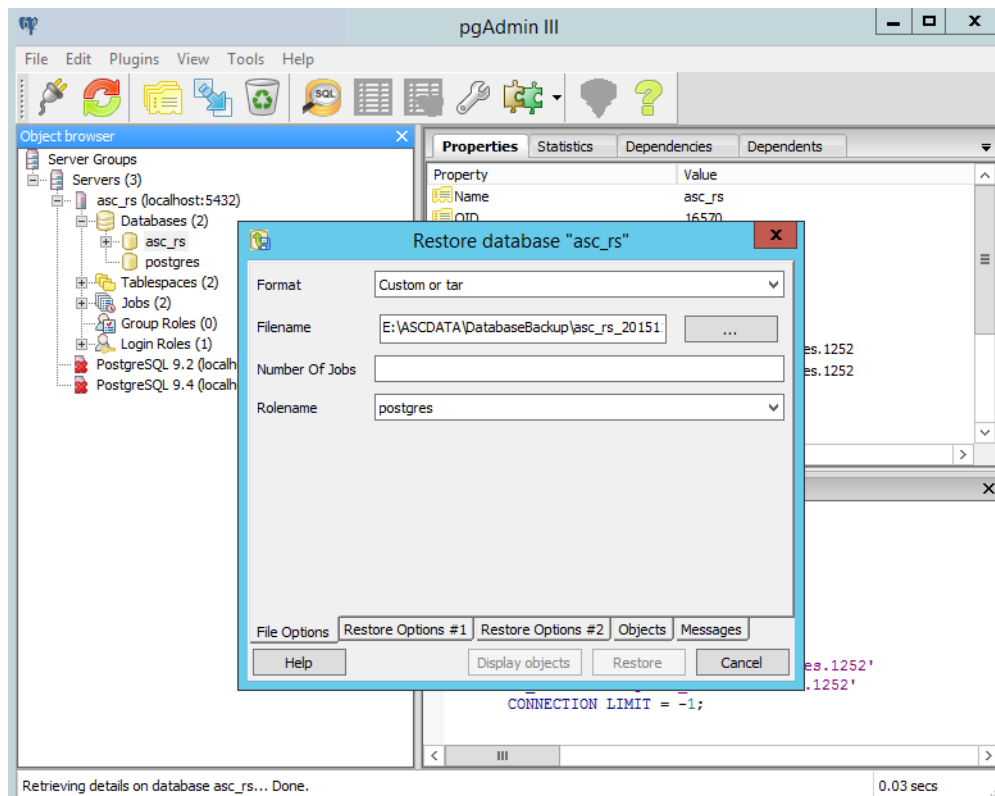 pgAdmin III
File Edit Plugins View Tools Help
SQL
Object browser
Server Groups
Servers (3)
asc_rs (localhost:5432)
Databases (2)
asc_rs
postgres
Tablespaces (2)
Jobs (2)
Group Roles (0)
Login Roles (1)
PostgreSQL 9.2 (localh
PostgreSQL 9.4 (localh
Properties Statistics Dependencies Dependents
Property Value
Name asc_rs
OID 16570
es.1252
es.1252
Restore database "asc_rs"
Format Custom or tar
Filename E:\ASCDATA\DatabaseBackup\asc_rs_20151 ...
Number Of Jobs
Rolename postgres
File Options Restore Options #1 Restore Options #2 Objects Messages
Help Display objects Restore Cancel
es.1252'
.1252'
CONNECTION LIMIT = -1;
Retrieving details on database asc_rs... Done. 0.03 secs